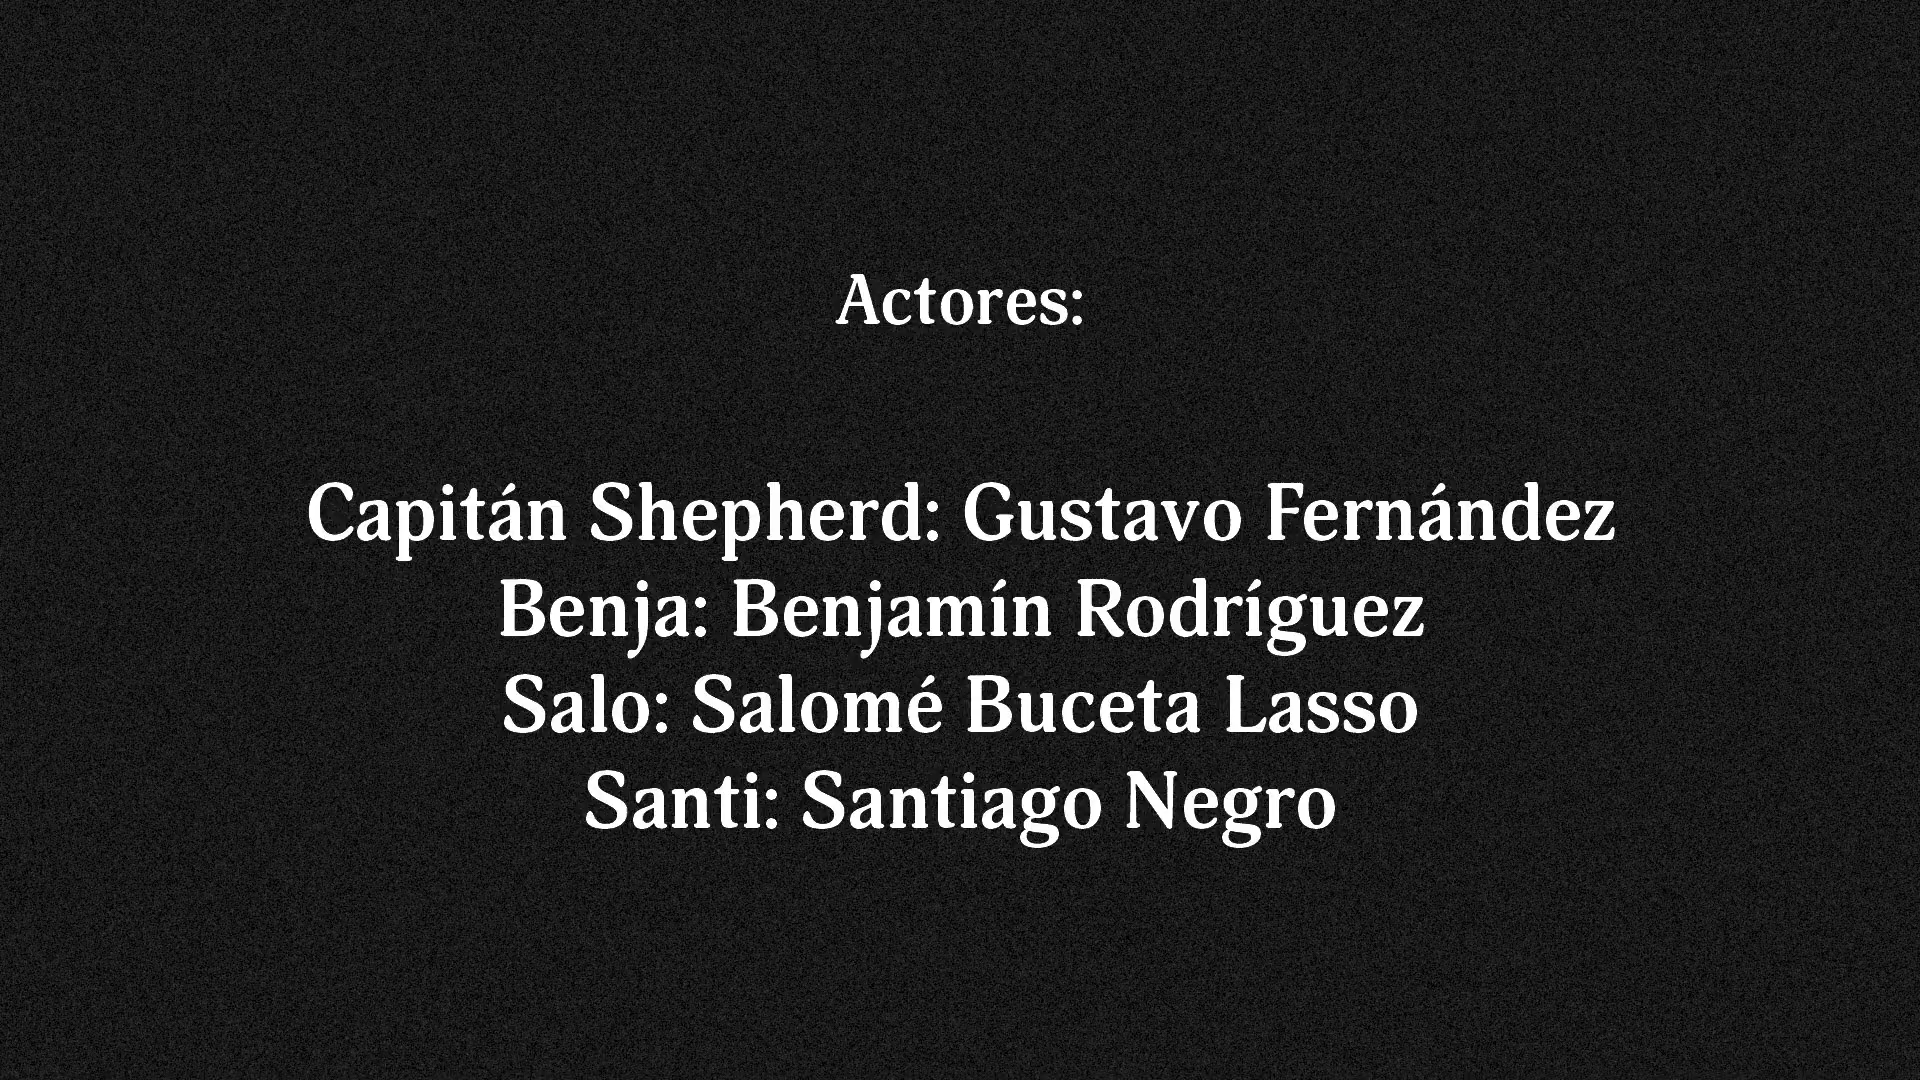 Actores:
Capitán Shepherd: Gustavo Fernández
Benja: Benjamín Rodríguez
Salo: Salomé Buceta Lasso
Santi: Santiago Negro